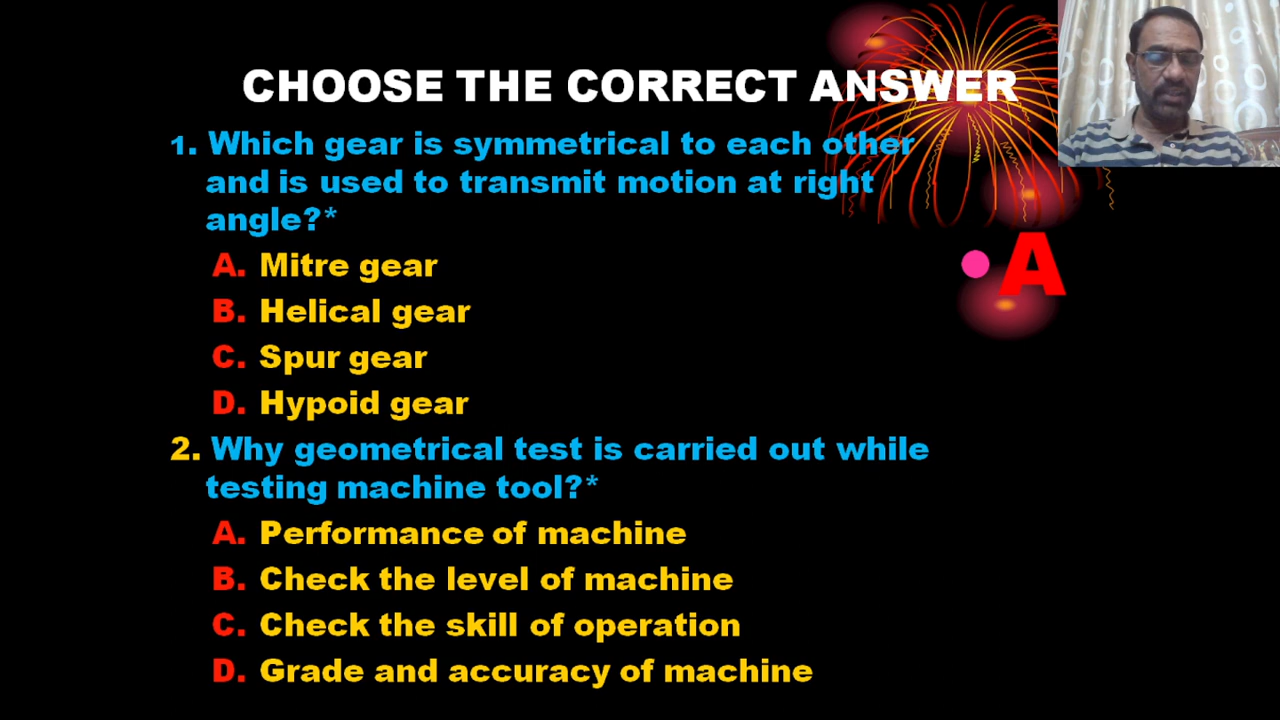 CHOOSE THE CORRECT ANSWER
1. Which gear is symmetrical to each other
and is used to transmit motion at right
angle?*
A. Mitre gear
B. Helical gear
C. Spur gear
D. Hypoid gear
2. Why geometrical test is carried out while
testing machine tool?*
A. Performance of machine
B. Check the level of machine
C. Check the skill of operation
D. Grade and accuracy of machine
• A